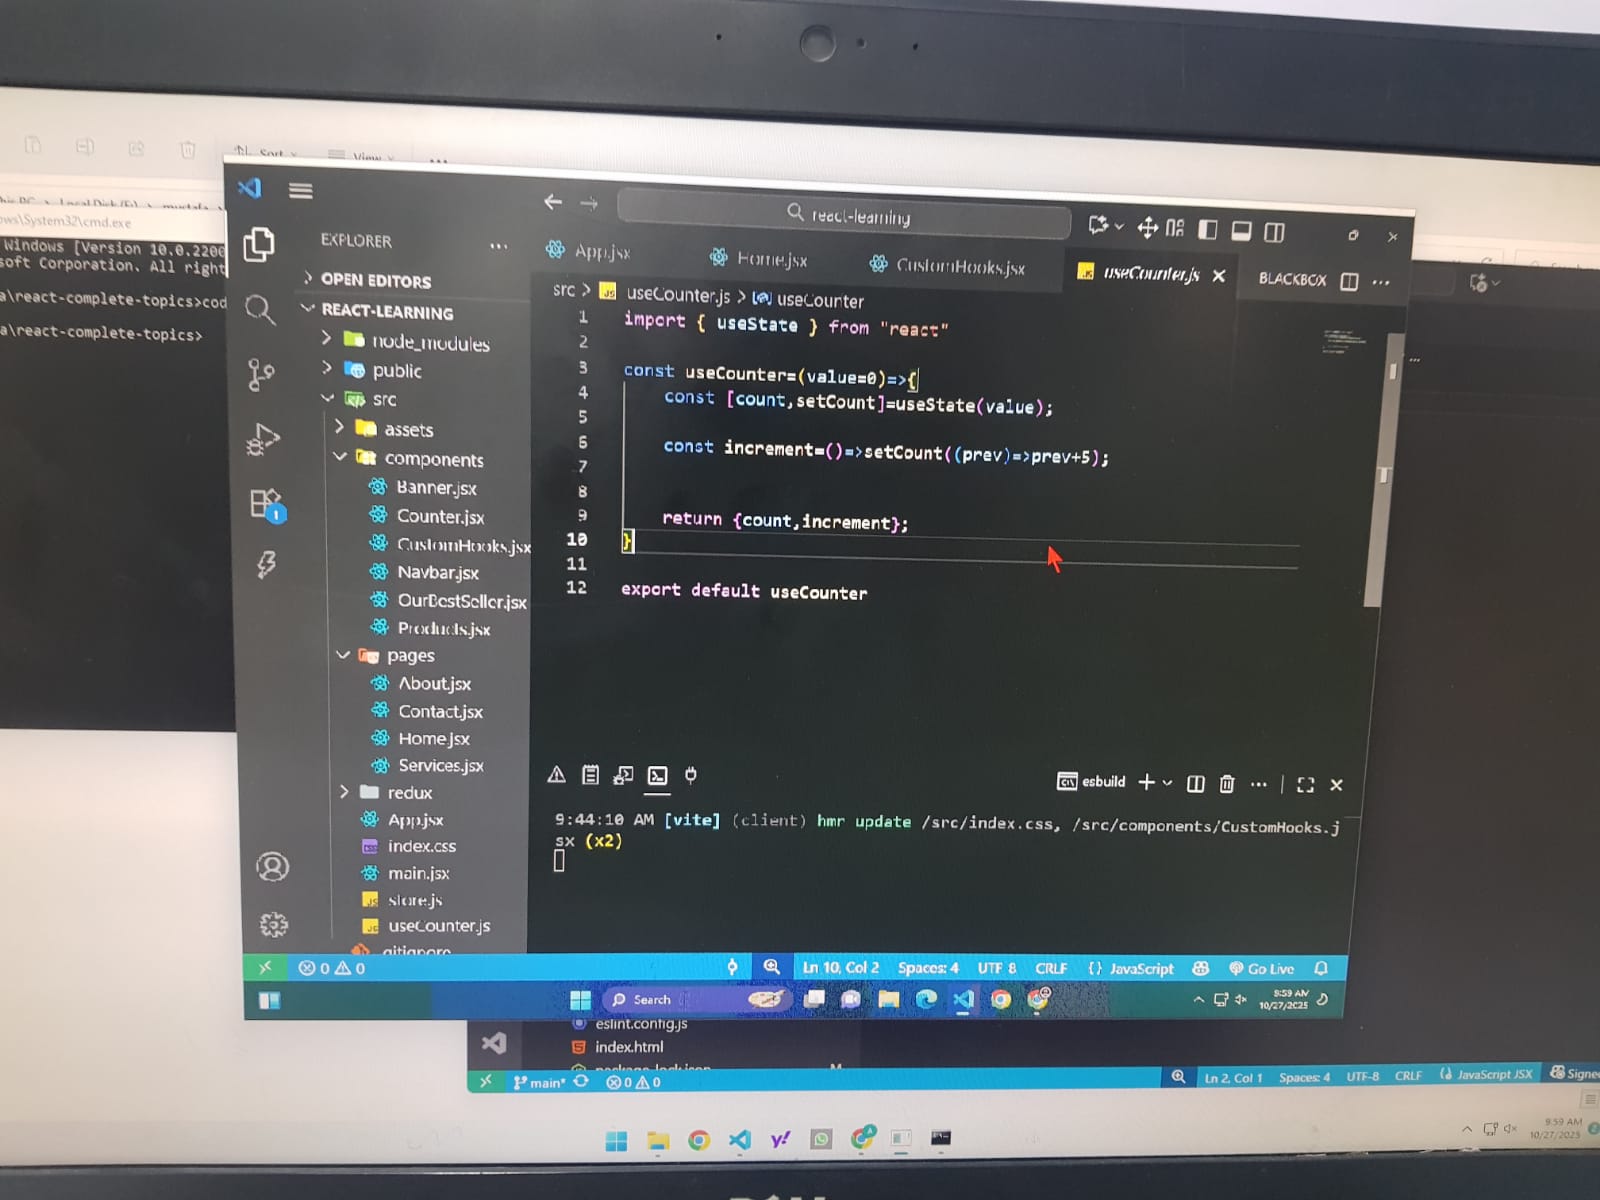 Sort
View
Local Disk (F:) > mustafa
ows\System32\cmd.exe
Windows [Version 10.0.2200
soft Corporation. All right
a\react-complete-topics>cod
a\react-complete-topics>
react-learning
EXPLORER
App.jsx
Home.jsx
CustomHooks.jsx
useCounter.js
BLACKBOX
OPEN EDITORS
REACT-LEARNING
node_modules
public
src
assets
components
Banner.jsx
Counter.jsx
CustomHooks.jsx
Navbar.jsx
OurBestSeller.jsx
Products.jsx
pages
About.jsx
Contact.jsx
Home.jsx
Services.jsx
redux
App.jsx
index.css
main.jsx
store.js
useCounter.js
.gitignore
src > useCounter.js > useCounter
1 import { useState } from "react"
2
3 const useCounter=(value=0)=>{
4 const [count,setCount]=useState(value);
5
6 const increment=()=>setCount((prev)=>prev+5);
7
8
9 return {count,increment};
10 }
11
12 export default useCounter
esbuild
9:44:10 AM [vite] (client) hmr update /src/index.css, /src/components/CustomHooks.j
sx (x2)
0 0
Ln 10, Col 2 Spaces: 4 UTF-8 CRLF {} JavaScript Go Live
Search
9:59 AM
10/27/2025
eslint.config.js
index.html
package-lock.json
M
main* 0 0
Ln 2, Col 1 Spaces: 4 UTF-8 CRLF JavaScript JSX Signed
9:59 AM
10/27/2025